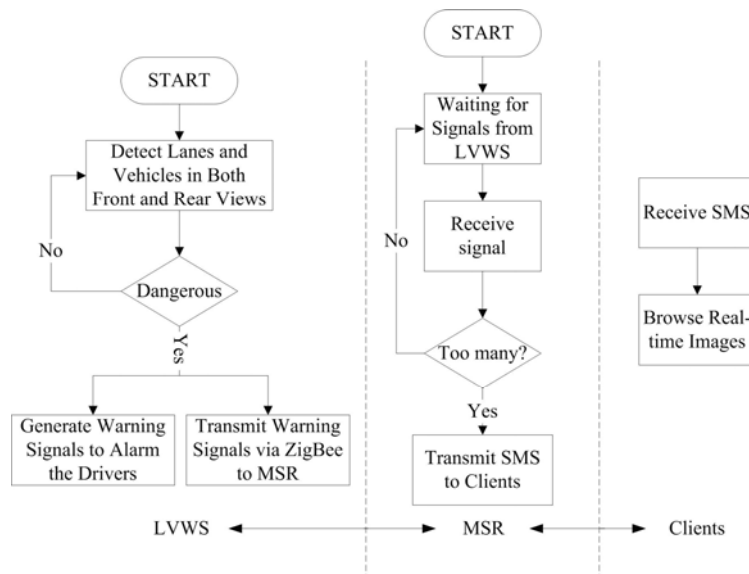 START
Detect Lanes and
Vehicles in Both
Front and Rear Views
No
Dangerous
Yes
Generate Warning
Signals to Alarm
the Drivers
Transmit Warning
Signals via ZigBee
to MSR
LVWS
START
Waiting for
Signals from
LVWS
Receive
signal
No
Too many?
Yes
Transmit SMS
to Clients
MSR
Receive SMS
Browse Real-
time Images
Clients